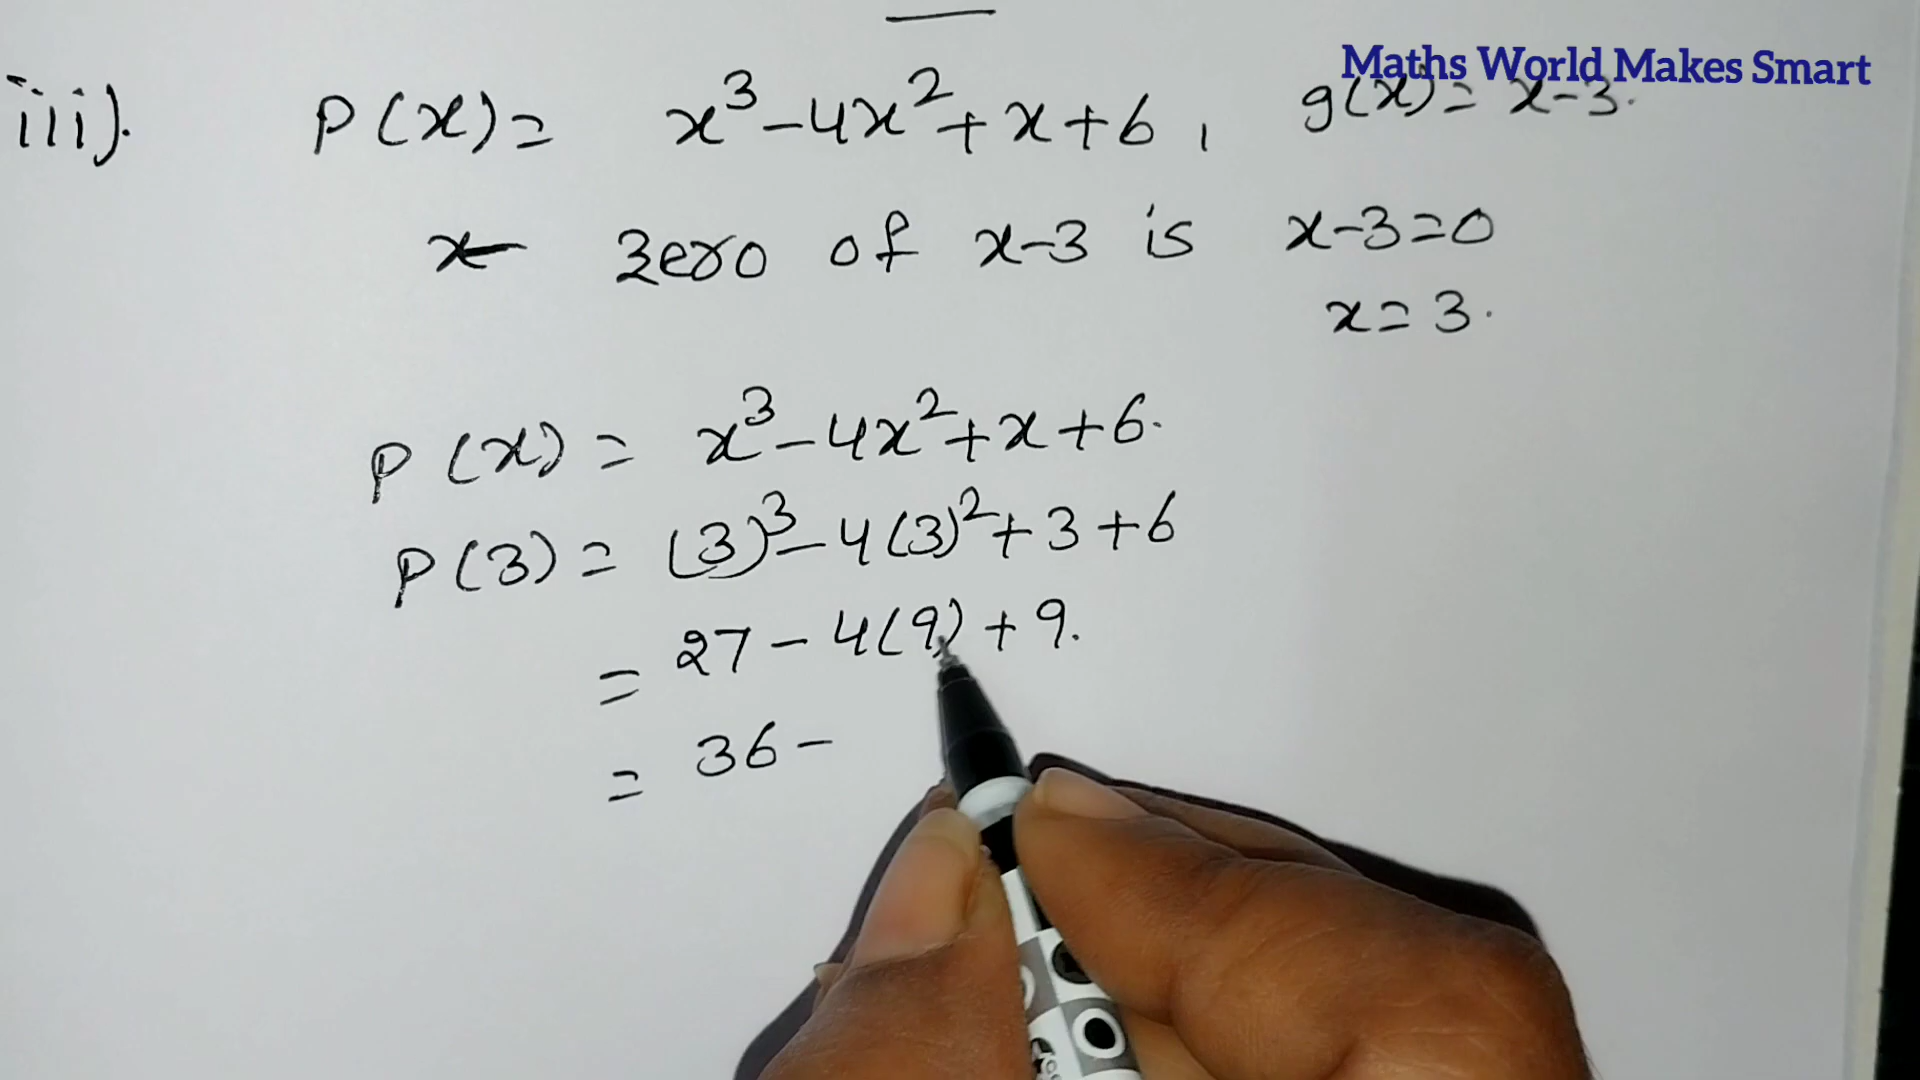 Maths World Makes Smart
iii). P(x) = x³ - 4x² + x + 6, g(x) = x-3.
x zero of x-3 is x-3=0
x = 3.
P(x) = x³ - 4x² + x + 6.
P(3) = (3)³ - 4(3)² + 3 + 6
= 27 - 4(9) + 9.
= 36 -